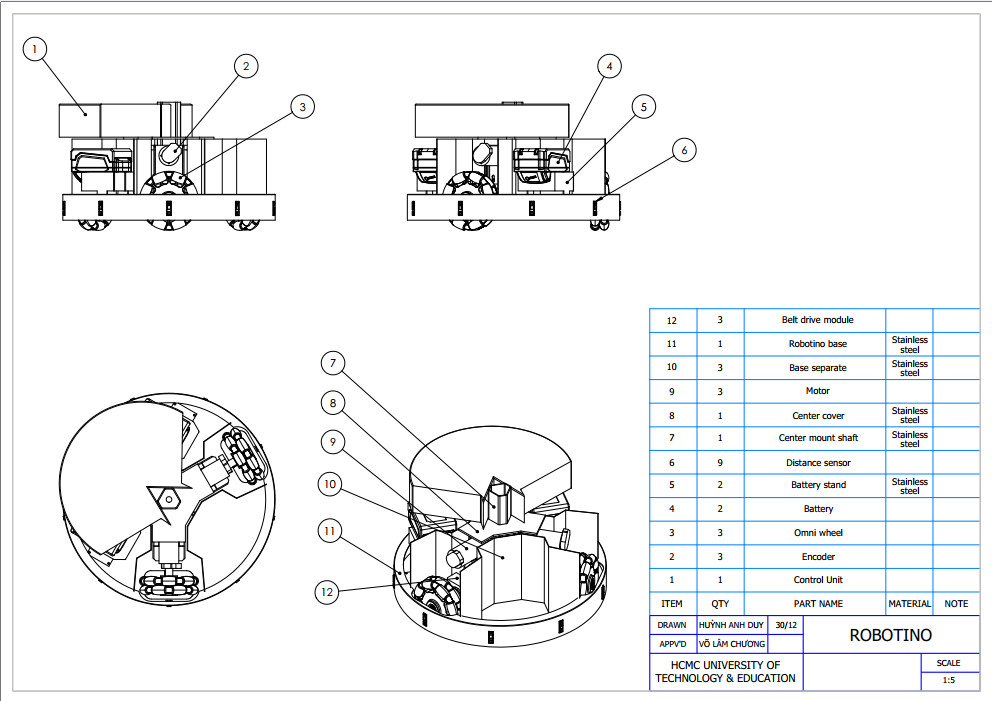 1
2
3
4
5
6
7
8
9
10
11
12
12 3 Belt drive module
11 1 Robotino base Stainless steel
10 3 Base separate Stainless steel
9 3 Motor
8 1 Center cover Stainless steel
7 1 Center mount shaft Stainless steel
6 9 Distance sensor
5 2 Battery stand Stainless steel
4 2 Battery
3 3 Omni wheel
2 3 Encoder
1 1 Control Unit
ITEM QTY PART NAME MATERIAL NOTE
DRAWN HUỲNH ANH DUY 30/12
APPV'D VÕ LÂM CHƯƠNG
ROBOTINO
HCMC UNIVERSITY OF
TECHNOLOGY & EDUCATION
SCALE
1:5